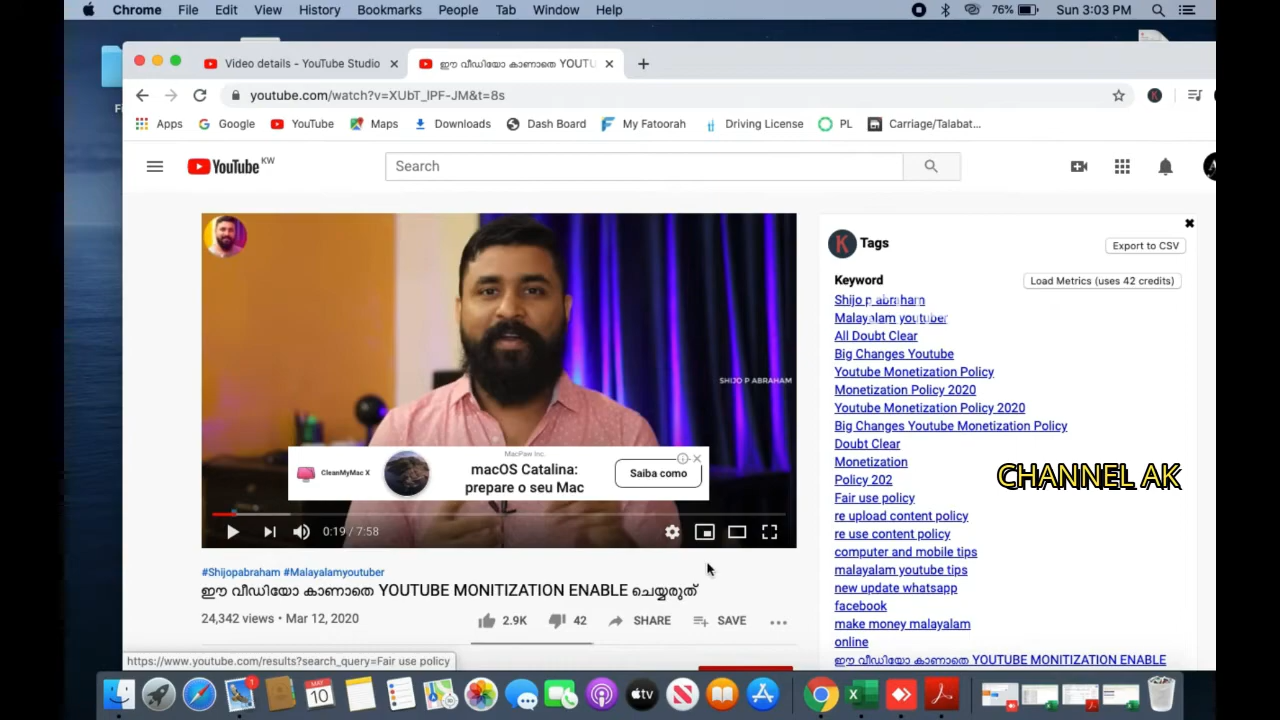 Chrome File Edit View History Bookmarks People Tab Window Help 76% Sun 3:03 PM
Video details - YouTube Studio ഈ വീഡിയോ കാണാതെ YOUTU
youtube.com/watch?v=XUbT_lPF-JM&t=8s
Apps Google YouTube Maps Downloads Dash Board My Fatoorah Driving License PL Carriage/Talabat...
YouTube KW Search
K Tags
Export to CSV
Keyword Load Metrics (uses 42 credits)
Shijo p abraham
Malayalam youtuber
All Doubt Clear
Big Changes Youtube
Youtube Monetization Policy
Monetization Policy 2020
Youtube Monetization Policy 2020
Big Changes Youtube Monetization Policy
Doubt Clear
Monetization
Policy 202
Fair use policy
re upload content policy
re use content policy
computer and mobile tips
malayalam youtube tips
new update whatsapp
facebook
make money malayalam
online
ഈ വീഡിയോ കാണാതെ YOUTUBE MONITIZATION ENABLE
SHIJO P ABRAHAM
MacPaw Inc.
CleanMyMac X
macOS Catalina:
prepare o seu Mac
Saiba como
CHANNEL AK
0:19 / 7:58
#Shijopabraham #Malayalamyoutuber
ഈ വീഡിയോ കാണാതെ YOUTUBE MONITIZATION ENABLE ചെയ്യരുത്
24,342 views • Mar 12, 2020 2.9K 42 SHARE SAVE
https://www.youtube.com/results?search_query=Fair use policy
MAY
10
tv
1